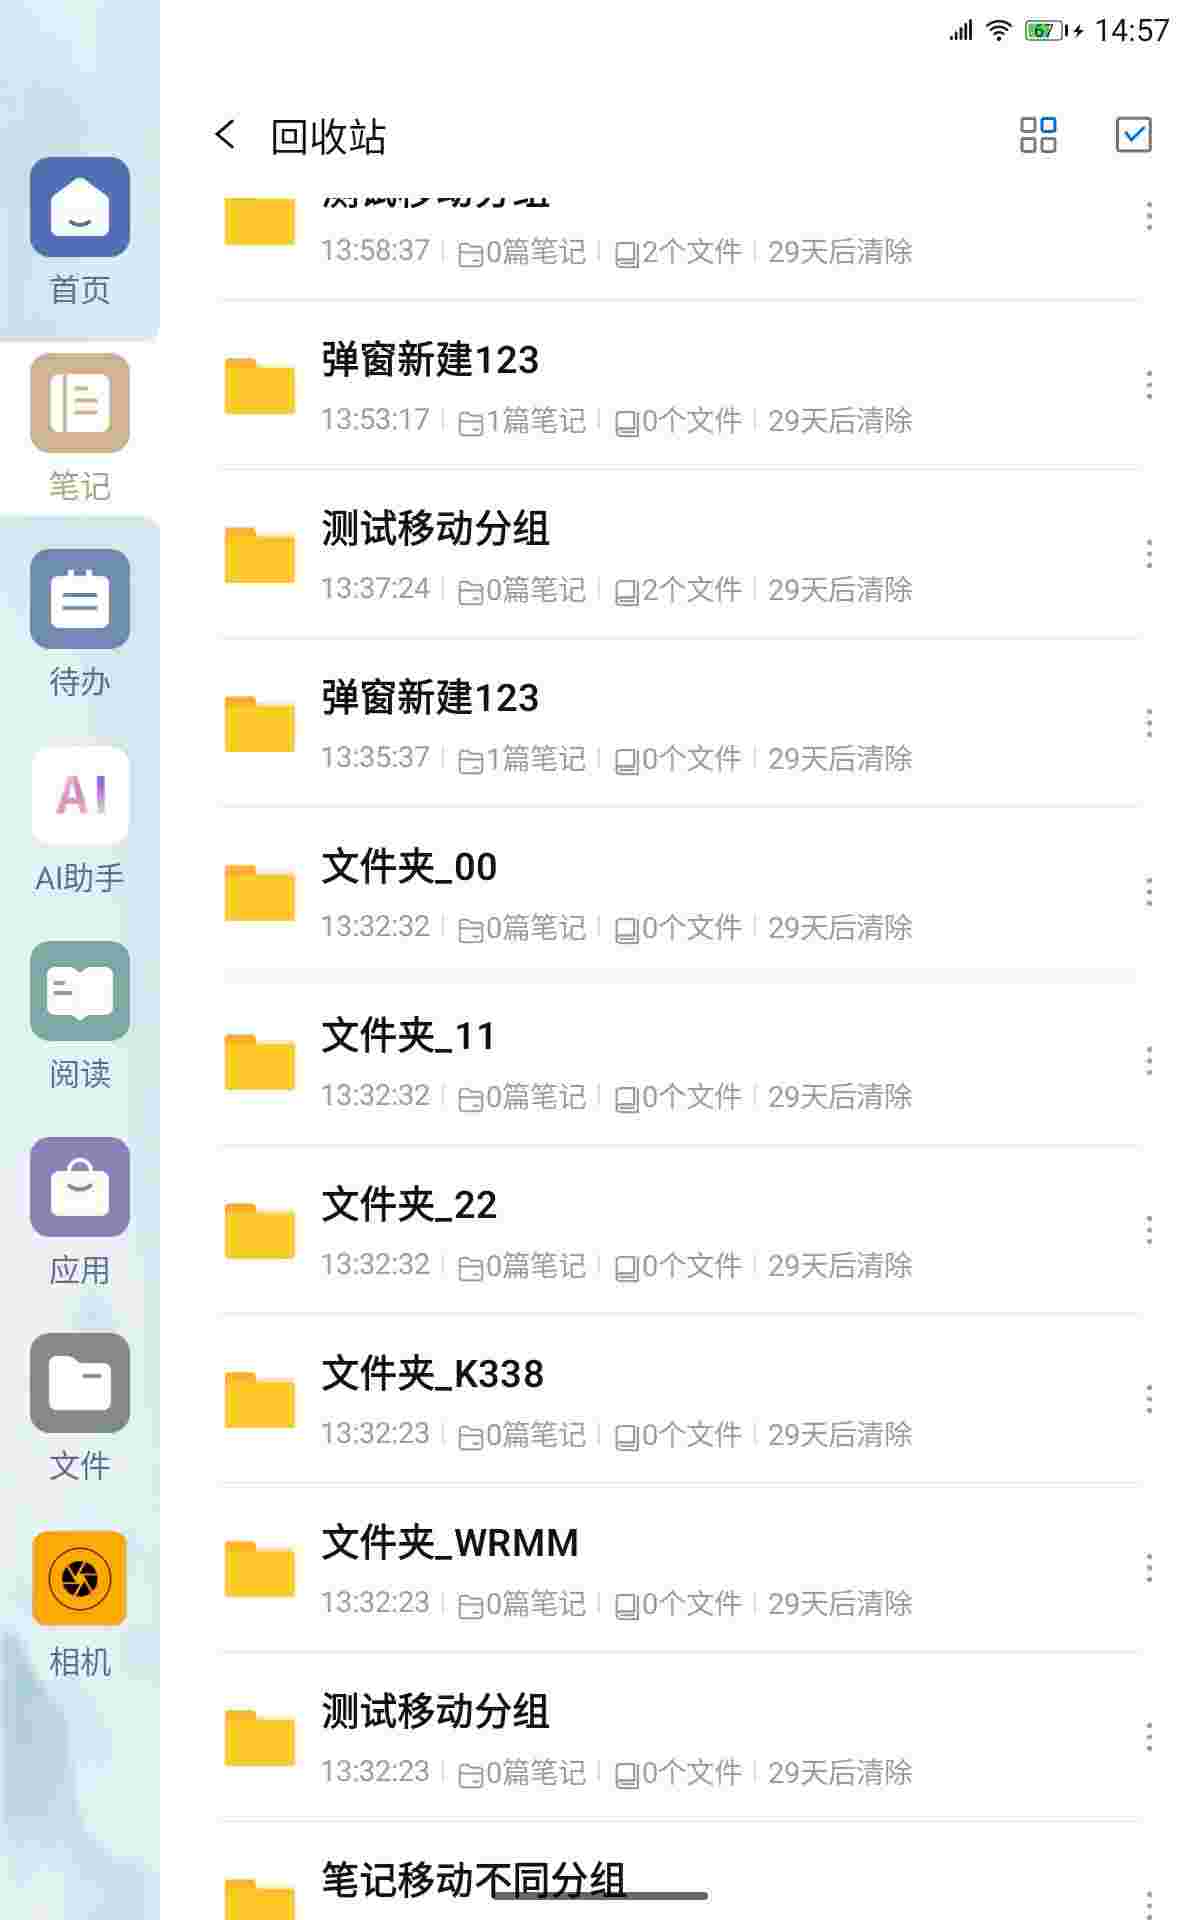 67 14:57
回收站
测试移动分组
13:58:37 0篇笔记 2个文件 29天后清除
弹窗新建123
13:53:17 1篇笔记 0个文件 29天后清除
测试移动分组
13:37:24 0篇笔记 2个文件 29天后清除
弹窗新建123
13:35:37 1篇笔记 0个文件 29天后清除
文件夹_00
13:32:32 0篇笔记 0个文件 29天后清除
文件夹_11
13:32:32 0篇笔记 0个文件 29天后清除
文件夹_22
13:32:32 0篇笔记 0个文件 29天后清除
文件夹_K338
13:32:23 0篇笔记 0个文件 29天后清除
文件夹_WRMM
13:32:23 0篇笔记 0个文件 29天后清除
测试移动分组
13:32:23 0篇笔记 0个文件 29天后清除
笔记移动不同分组
首页
笔记
待办
AI
AI助手
阅读
应用
文件
相机